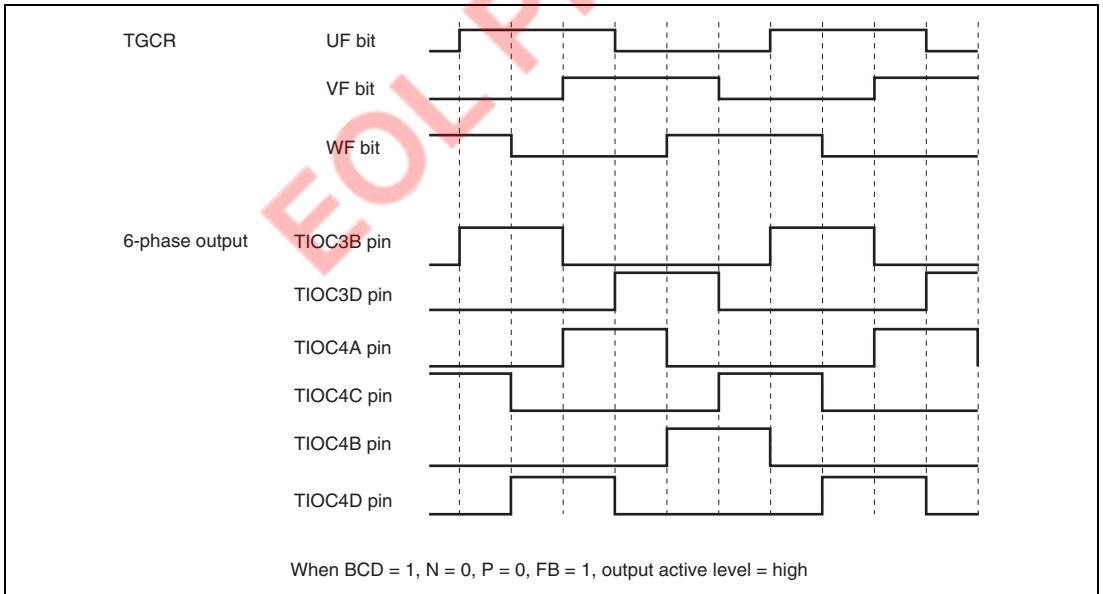 TGCR UF bit
VF bit
WF bit
6-phase output TIOC3B pin
TIOC3D pin
TIOC4A pin
TIOC4C pin
TIOC4B pin
TIOC4D pin
When BCD = 1, N = 0, P = 0, FB = 1, output active level = high
EOL